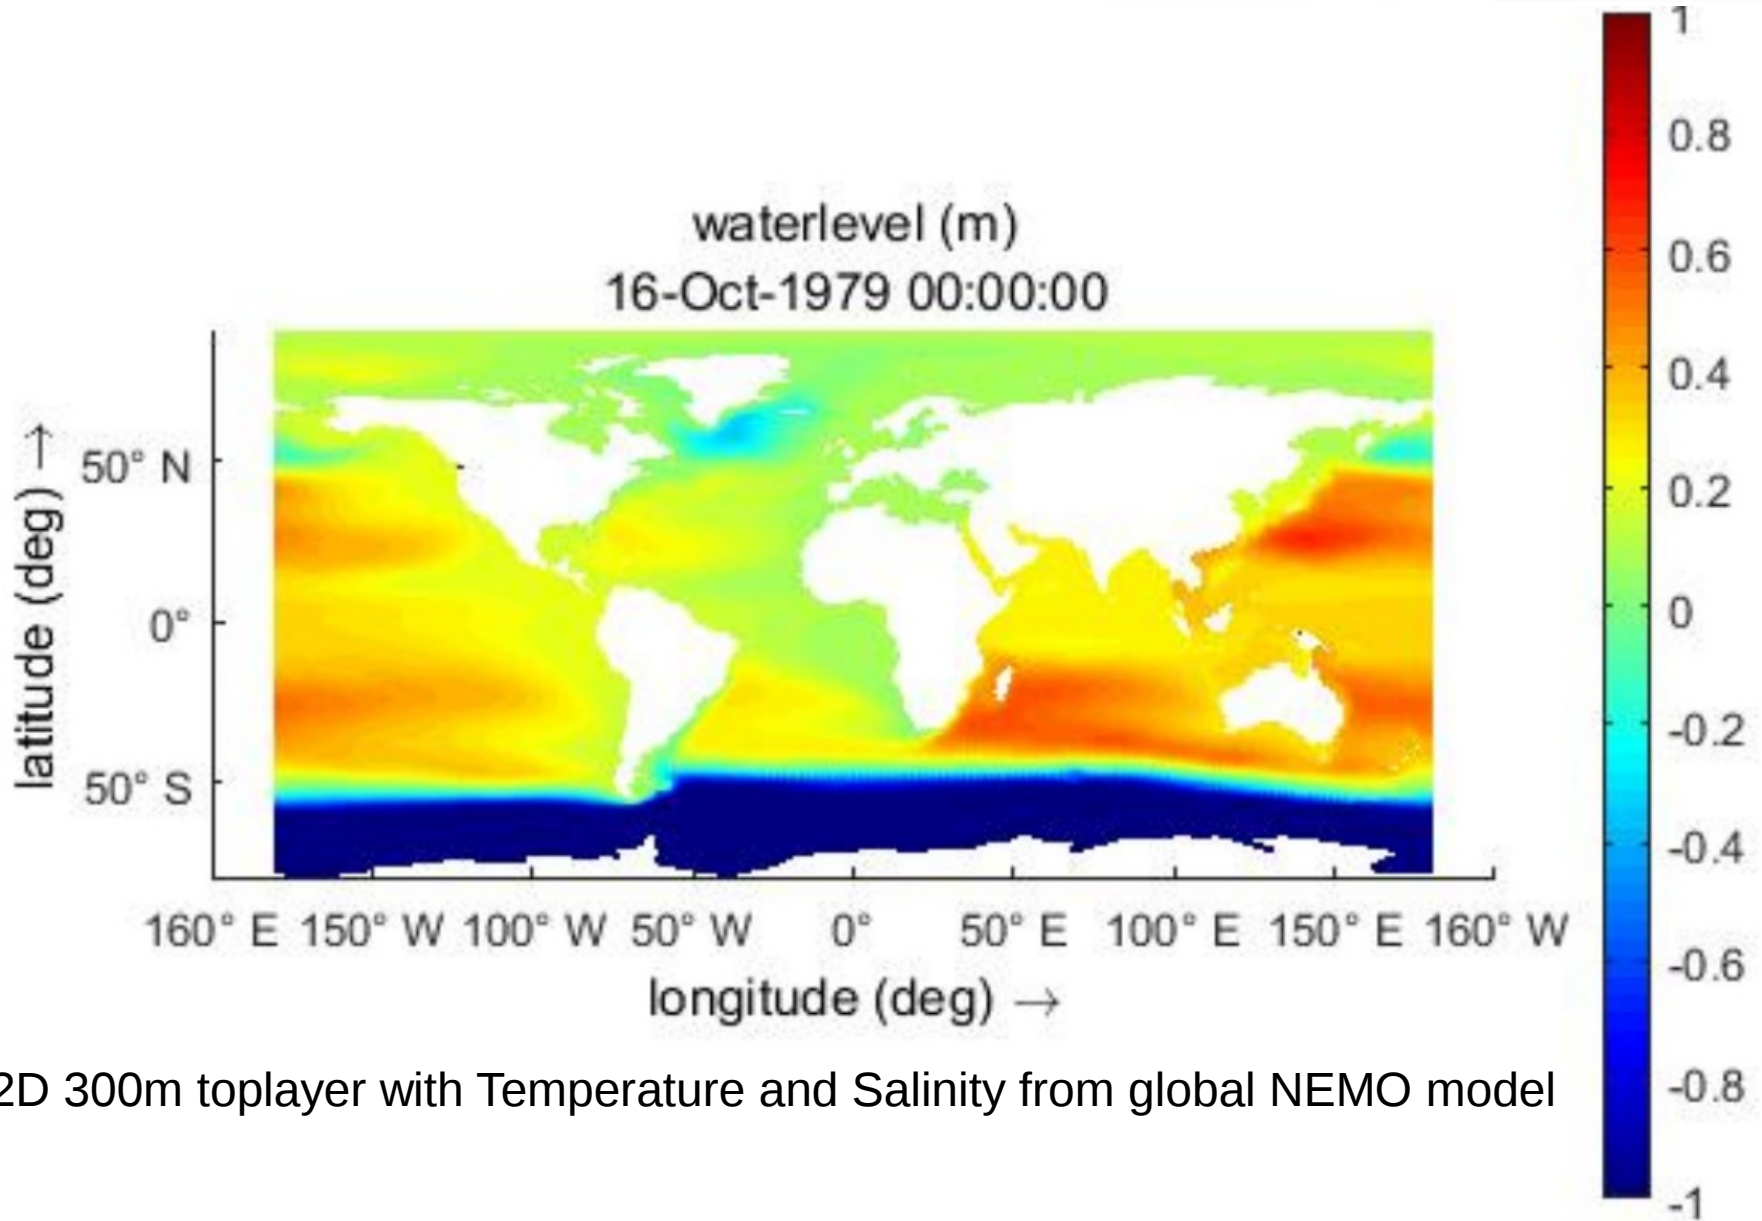 waterlevel (m)
16-Oct-1979 00:00:00
1
0.8
0.6
0.4
0.2
0
-0.2
-0.4
-0.6
-0.8
-1
latitude (deg) →
50° N
0°
50° S
160° E 150° W 100° W 50° W 0° 50° E 100° E 150° E 160° W
longitude (deg) →
2D 300m toplayer with Temperature and Salinity from global NEMO model